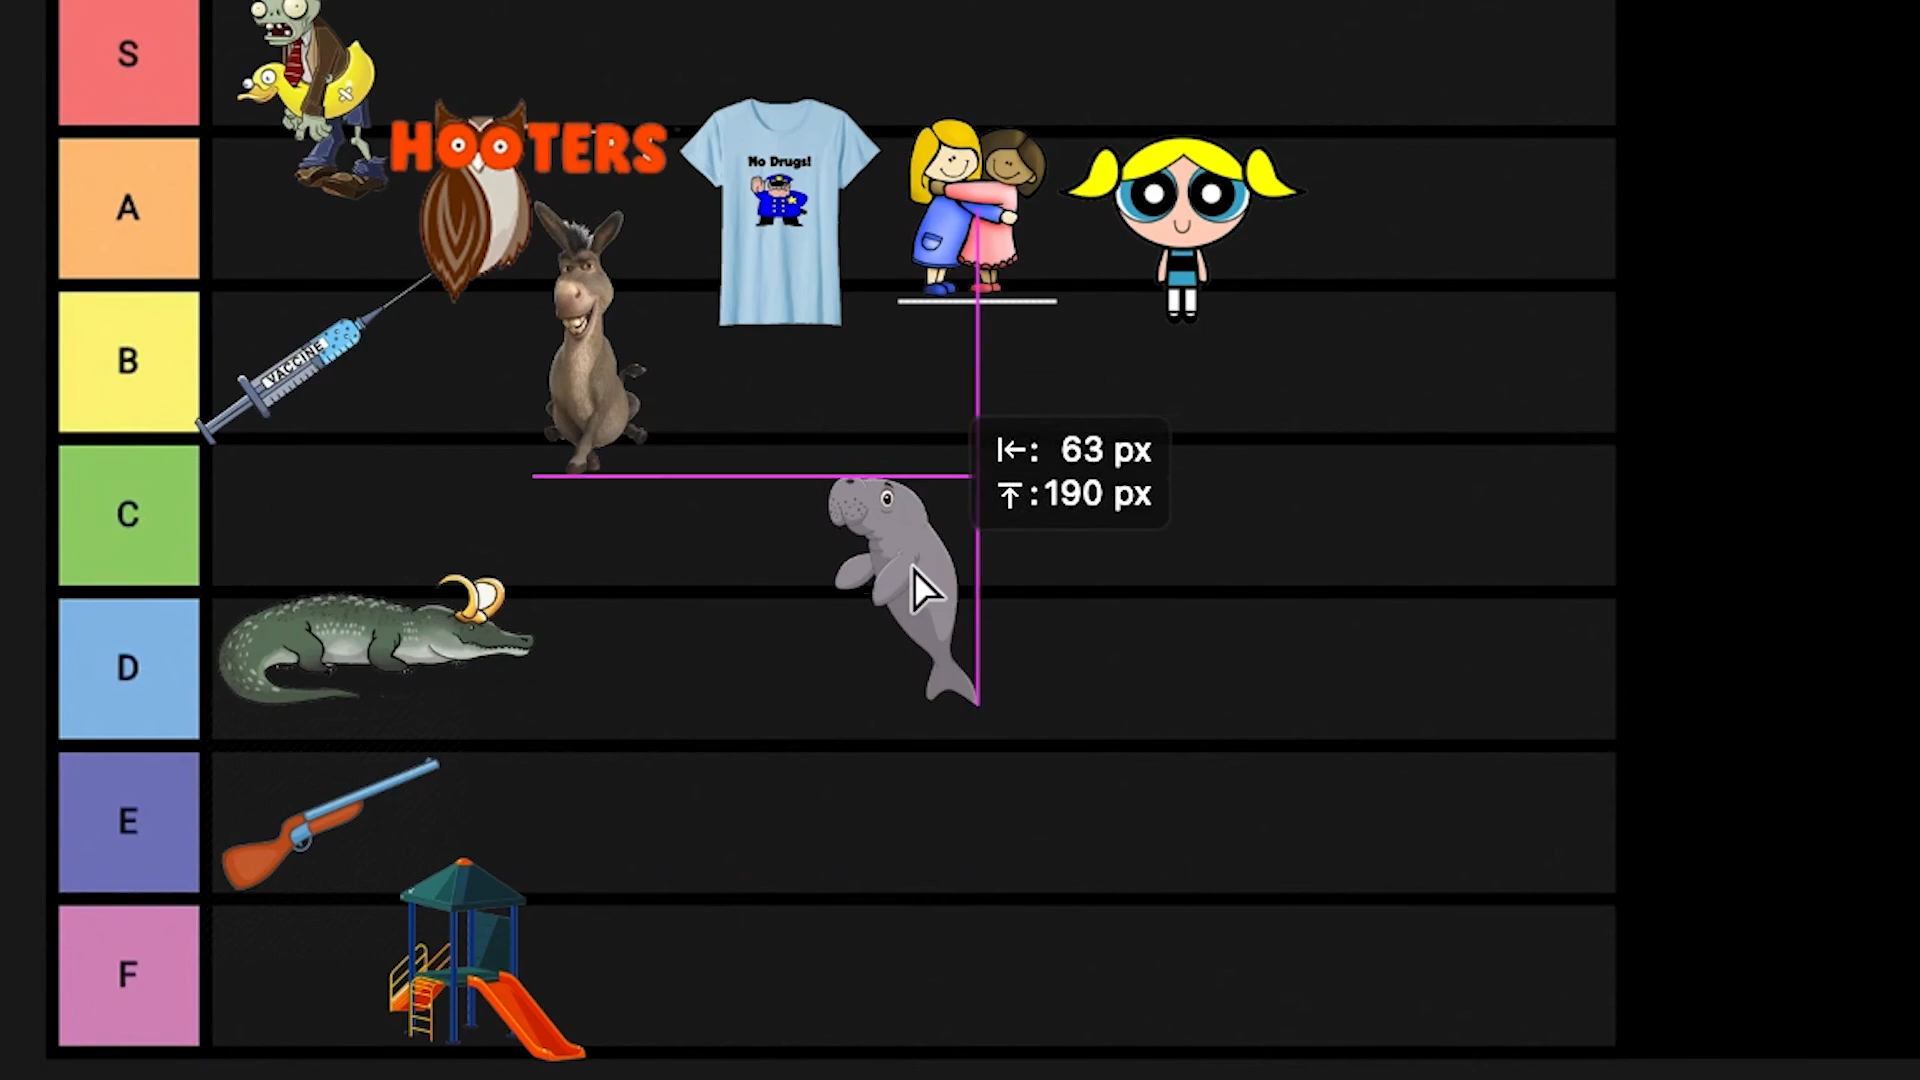 S
HOOTERS
No Drugs!
A
VACCINE
B
: 63 px
: 190 px
C
D
E
F